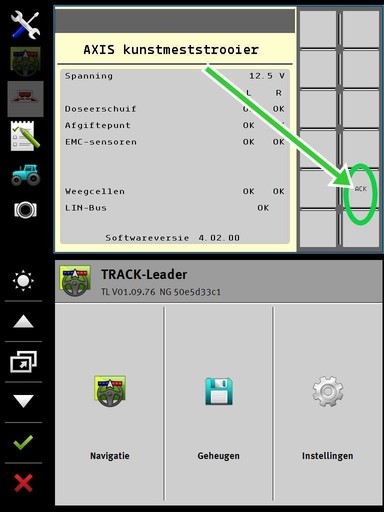 AXIS kunstmeststrooier
Spanning 12.5 V
L R
Doseerschuif OK OK
Afgiftepunt OK OK
EMC-sensoren OK OK
Weegcellen OK OK
LIN-Bus OK
Softwareversie 4.02.00
ACK
TRACK-Leader
TL V01.09.76 NG 50e5d33c1
Navigatie
Geheugen
Instellingen